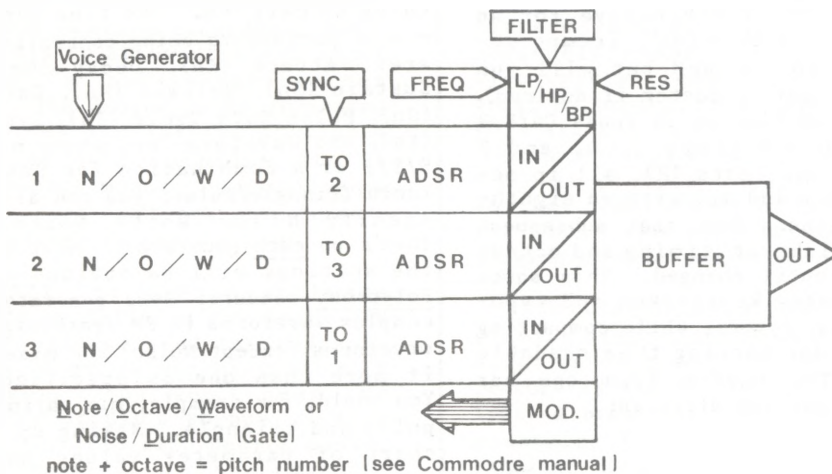 FILTER
Voice Generator
SYNC
FREQ
LP/HP/BP
RES
1 N / O / W / D TO 2 ADSR IN / OUT
2 N / O / W / D TO 3 ADSR IN / OUT
BUFFER
OUT
3 N / O / W / D TO 1 ADSR IN / OUT
MOD.
Note/Octave/Waveform or
Noise/Duration (Gate)
note + octave = pitch number (see Commodre manual)